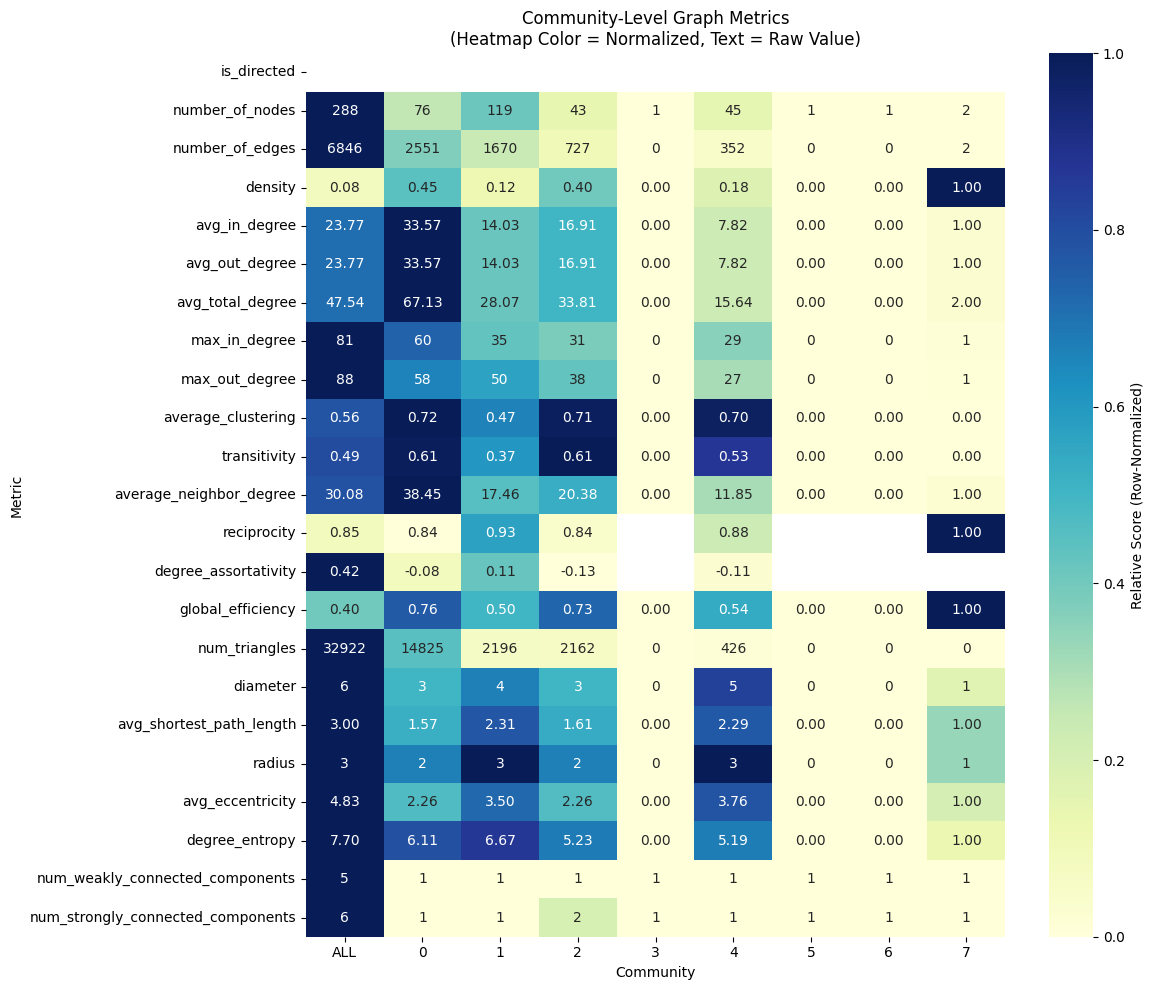 Community-Level Graph Metrics
(Heatmap Color = Normalized, Text = Raw Value)
is_directed
number_of_nodes 288 76 119 43 1 45 1 1 2
number_of_edges 6846 2551 1670 727 0 352 0 0 2
density 0.08 0.45 0.12 0.40 0.00 0.18 0.00 0.00 1.00
avg_in_degree 23.77 33.57 14.03 16.91 0.00 7.82 0.00 0.00 1.00
avg_out_degree 23.77 33.57 14.03 16.91 0.00 7.82 0.00 0.00 1.00
avg_total_degree 47.54 67.13 28.07 33.81 0.00 15.64 0.00 0.00 2.00
max_in_degree 81 60 35 31 0 29 0 0 1
max_out_degree 88 58 50 38 0 27 0 0 1
average_clustering 0.56 0.72 0.47 0.71 0.00 0.70 0.00 0.00 0.00
transitivity 0.49 0.61 0.37 0.61 0.00 0.53 0.00 0.00 0.00
average_neighbor_degree 30.08 38.45 17.46 20.38 0.00 11.85 0.00 0.00 1.00
reciprocity 0.85 0.84 0.93 0.84 0.88 1.00
degree_assortativity 0.42 -0.08 0.11 -0.13 -0.11
global_efficiency 0.40 0.76 0.50 0.73 0.00 0.54 0.00 0.00 1.00
num_triangles 32922 14825 2196 2162 0 426 0 0 0
diameter 6 3 4 3 0 5 0 0 1
avg_shortest_path_length 3.00 1.57 2.31 1.61 0.00 2.29 0.00 0.00 1.00
radius 3 2 3 2 0 3 0 0 1
avg_eccentricity 4.83 2.26 3.50 2.26 0.00 3.76 0.00 0.00 1.00
degree_entropy 7.70 6.11 6.67 5.23 0.00 5.19 0.00 0.00 1.00
num_weakly_connected_components 5 1 1 1 1 1 1 1 1
num_strongly_connected_components 6 1 1 2 1 1 1 1 1
ALL 0 1 2 3 4 5 6 7
Community
Metric
1.0
0.8
0.6
0.4
0.2
0.0
Relative Score (Row-Normalized)